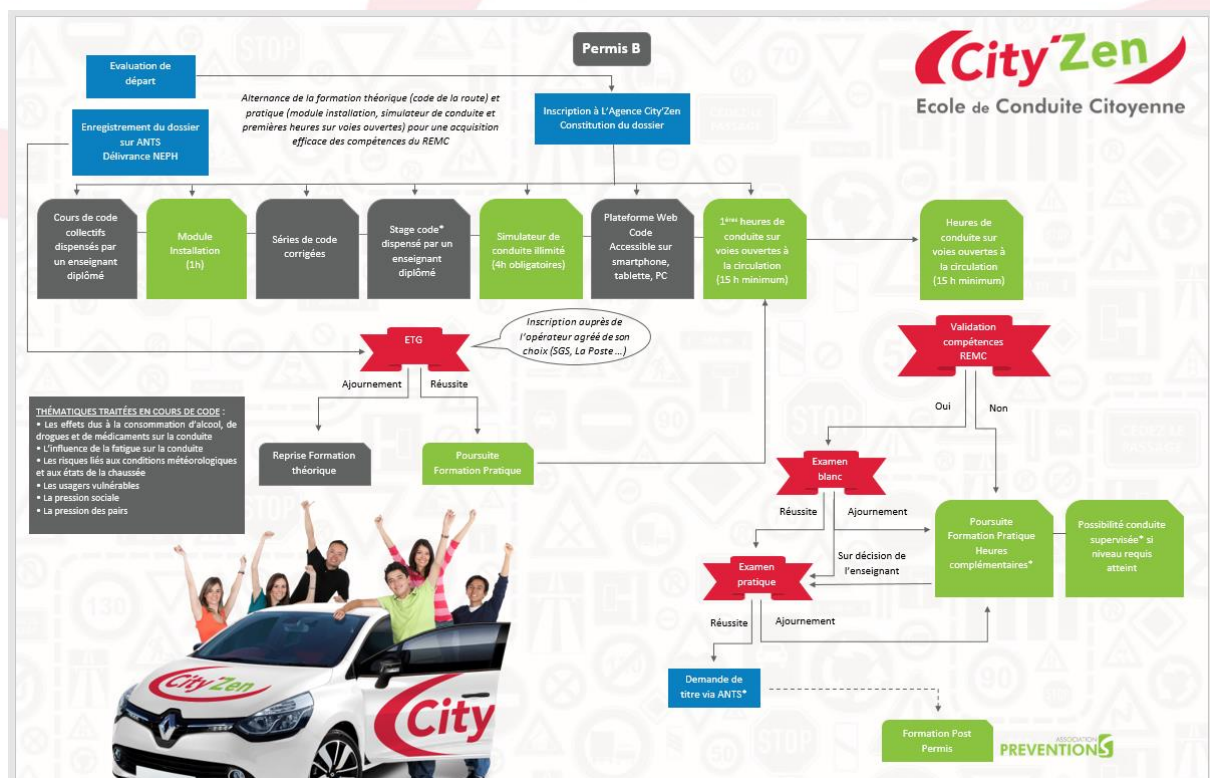 Permis B
City'Zen
Ecole de Conduite Citoyenne
Evaluation de
départ
Alternance de la formation théorique (code de la route) et
pratique (module installation, simulateur de conduite et
premières heures sur voies ouvertes) pour une acquisition
efficace des compétences du REMC
Inscription à L'Agence City'Zen
Constitution du dossier
Enregistrement du dossier
sur ANTS
Délivrance NEPH
Cours de code
collectifs
dispensés par
un enseignant
diplômé
Module
Installation
(1h)
Séries de code
corrigées
Stage code*
dispensé par un
enseignant
diplômé
Simulateur de
conduite illimité
(4h obligatoires)
Plateforme Web
Code
Accessible sur
smartphone,
tablette, PC
1ères heures de
conduite sur
voies ouvertes à
la circulation
(15 h minimum)
Heures de
conduite sur
voies ouvertes à
la circulation
(15 h minimum)
ETG
Inscription auprès de
l'opérateur agréé de son
choix (SGS, La Poste ...)
Validation
compétences
REMC
Ajournement
Réussite
Oui
Non
THÉMATIQUES TRAITÉES EN COURS DE CODE :
• Les effets dus à la consommation d'alcool, de
drogues et de médicaments sur la conduite
• L'influence de la fatigue sur la conduite
• Les risques liés aux conditions météorologiques
et aux états de la chaussée
• Les usagers vulnérables
• La pression sociale
• La pression des pairs
Reprise Formation
théorique
Poursuite
Formation Pratique
Examen
blanc
Réussite
Ajournement
Poursuite
Formation Pratique
Heures
complémentaires*
Possibilité conduite
supervisée* si
niveau requis
atteint
Sur décision de
l'enseignant
Examen
pratique
Réussite
Ajournement
Demande de
titre via ANTS*
Formation Post
Permis
ASSOCIATION
PREVENTIONS
City'Zen
City